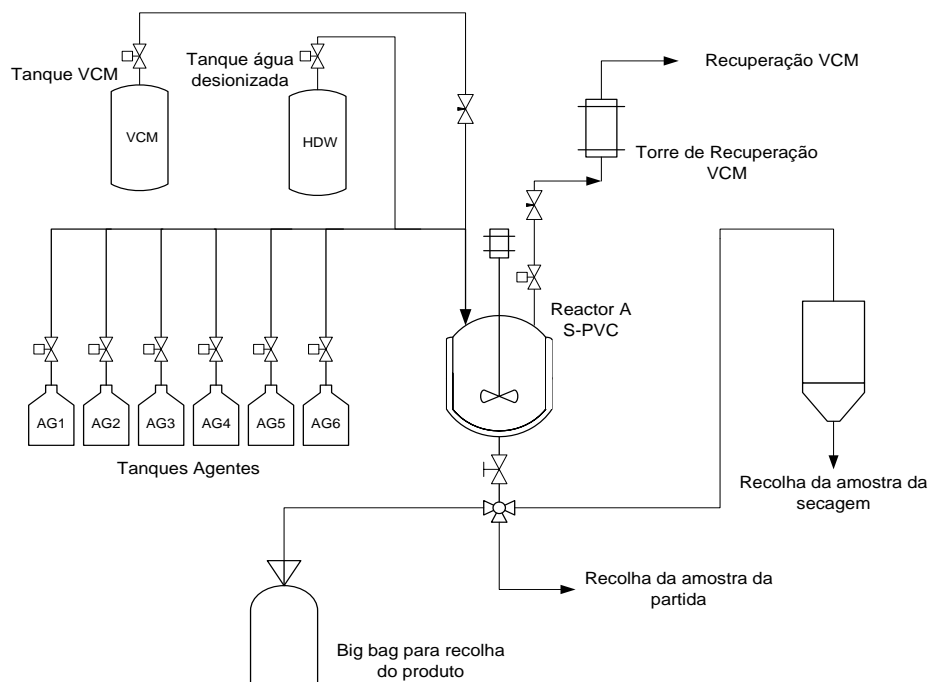 Tanque VCM
Tanque água
desionizada
VCM
HDW
Recuperação VCM
Torre de Recuperação
VCM
Reactor A
S-PVC
AG1
AG2
AG3
AG4
AG5
AG6
Tanques Agentes
Recolha da amostra da
secagem
Recolha da amostra da
partida
Big bag para recolha
do produto